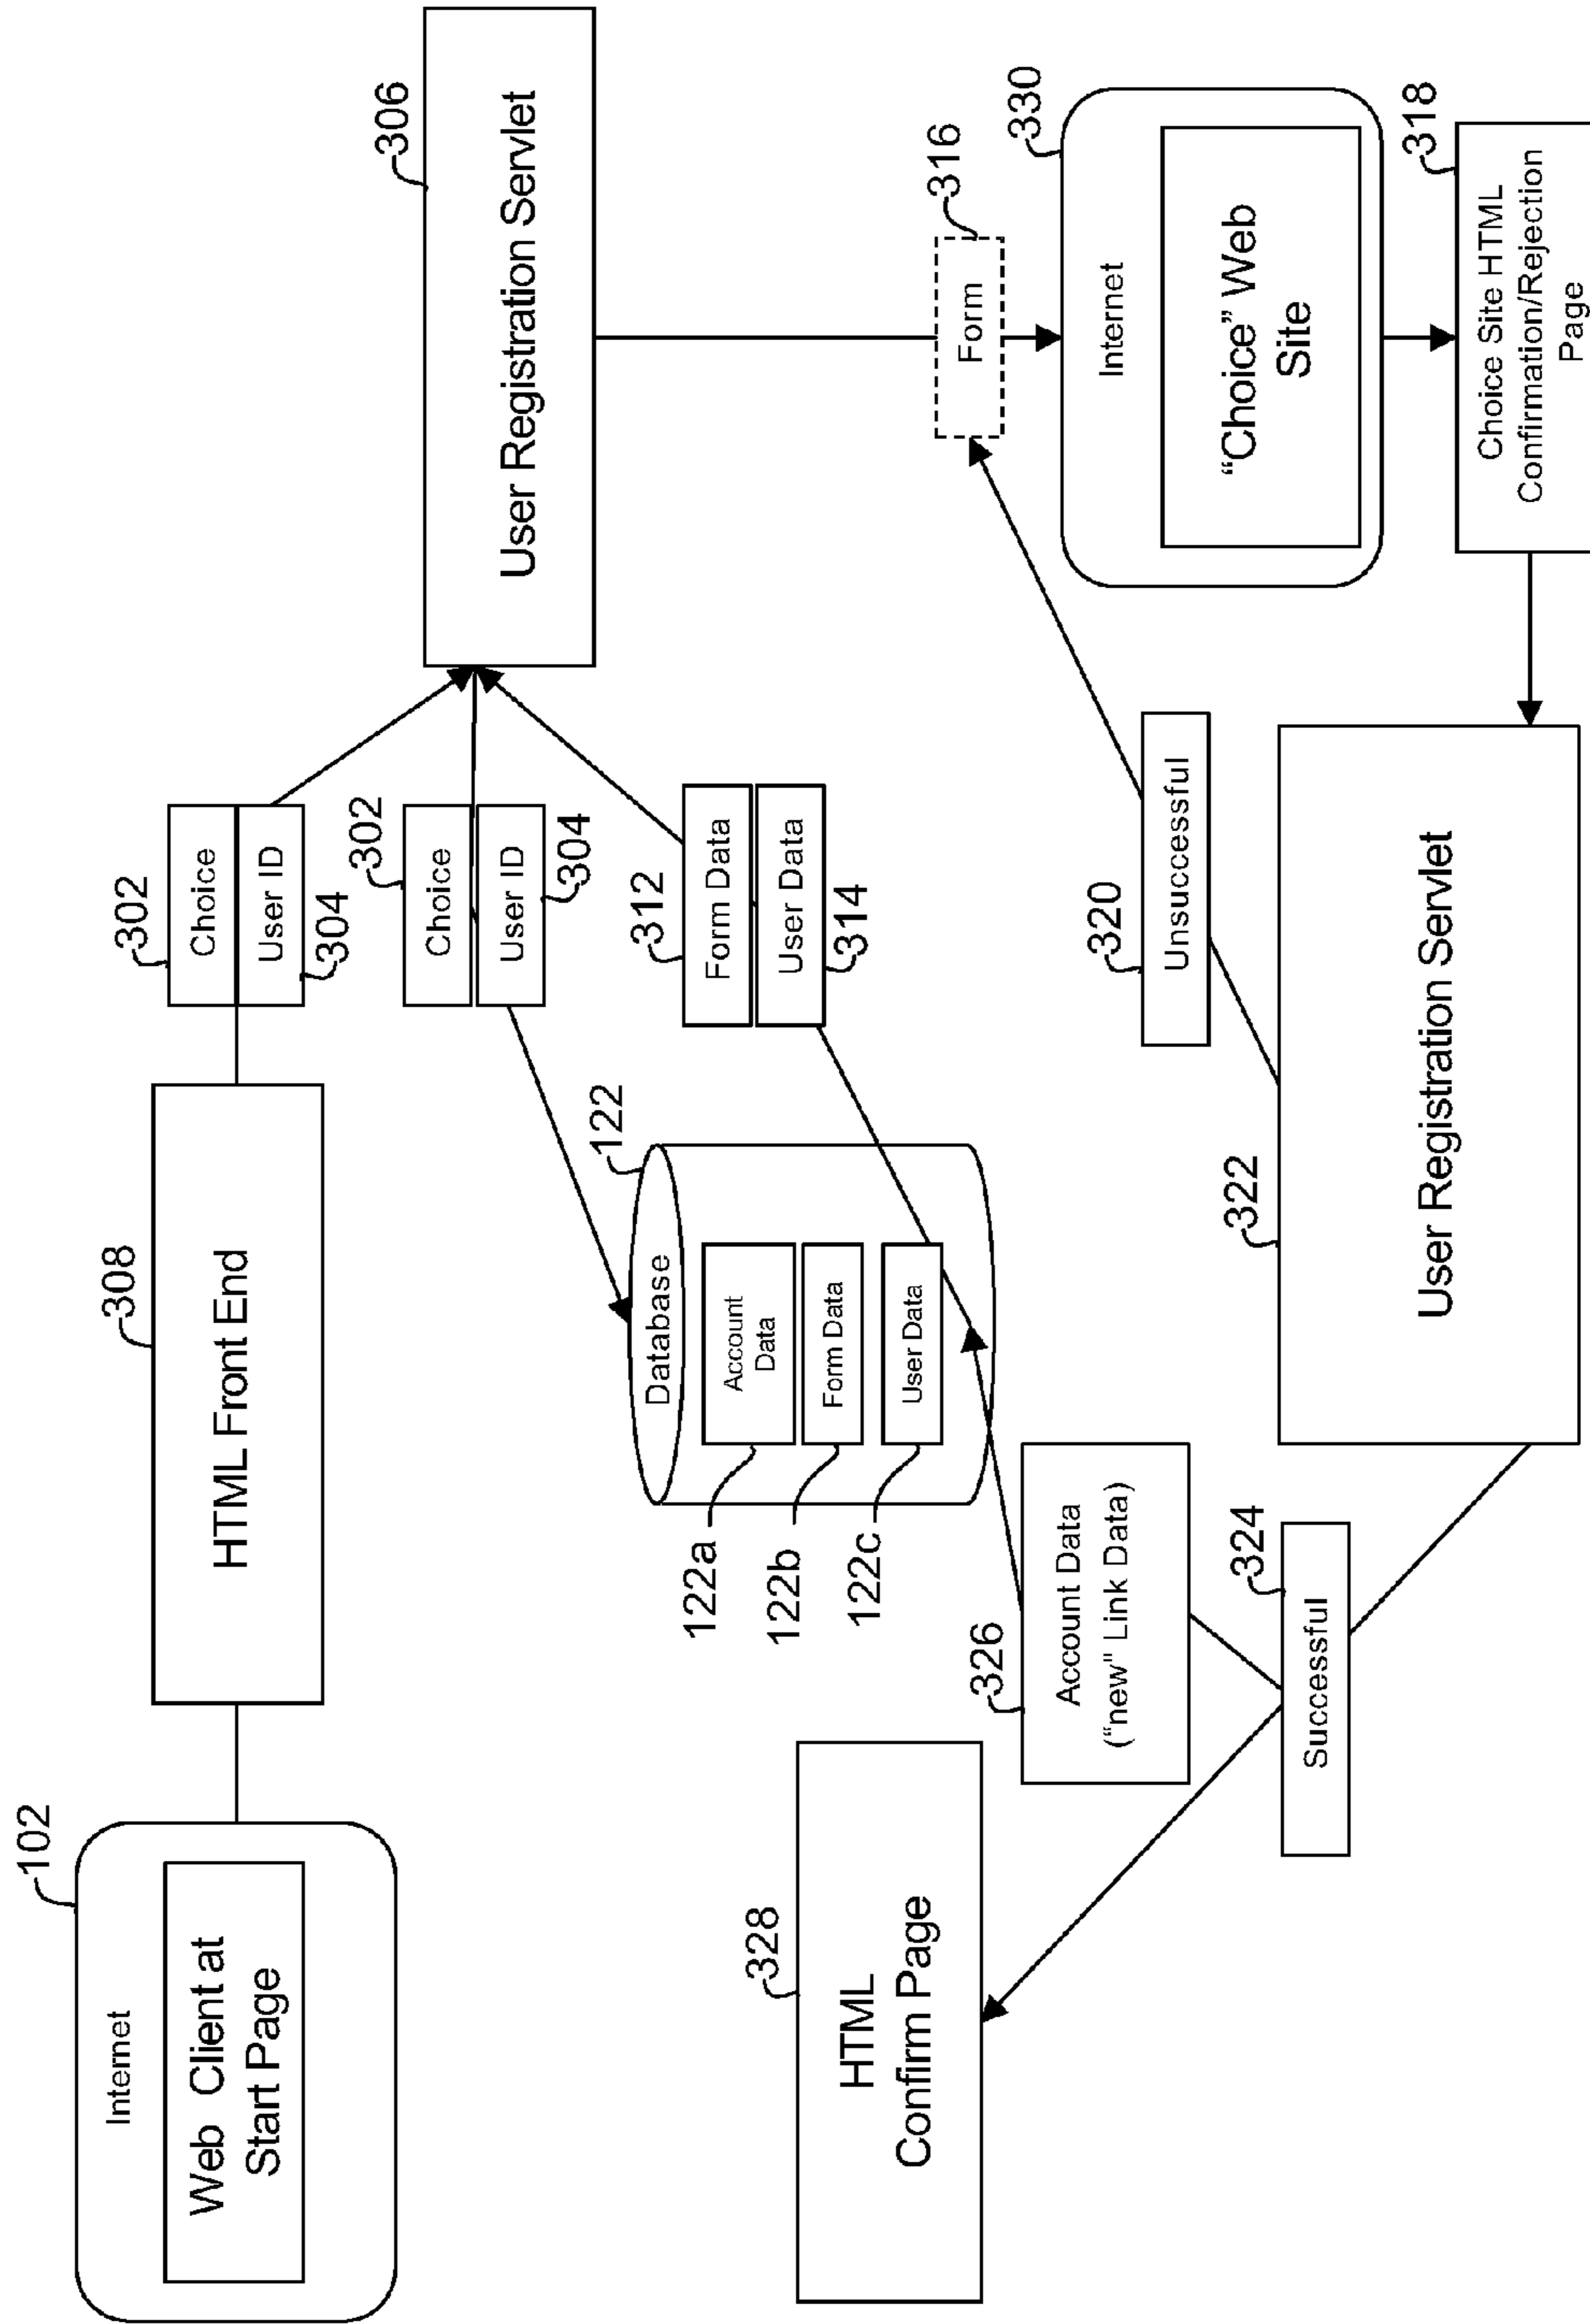 102
Internet
Web Client at
Start Page
308
HTML Front End
302
Choice
User ID
304
306
User Registration Servlet
302
Choice
User ID
304
122
Database
Account
Data
Form Data
User Data
122a
122b
122c
312
Form Data
User Data
314
Form
316
330
Internet
“Choice” Web
Site
318
Choice Site HTML
Confirmation/Rejection
Page
320
Unsuccessful
322
User Registration Servlet
324
Successful
326
Account Data
(“new" Link Data)
328
HTML
Confirm Page